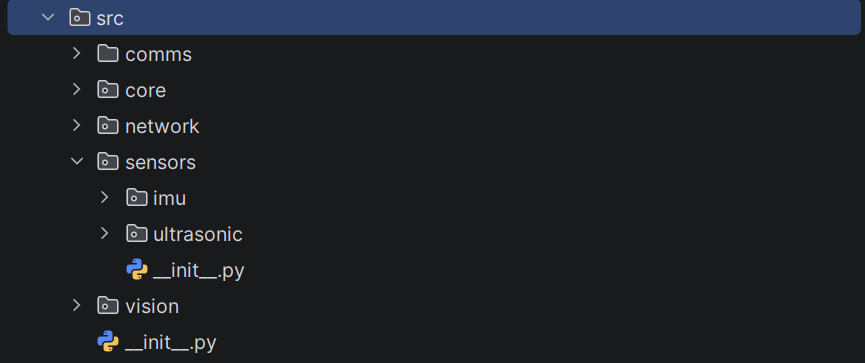 src
comms
core
network
sensors
imu
ultrasonic
__init__.py
vision
__init__.py